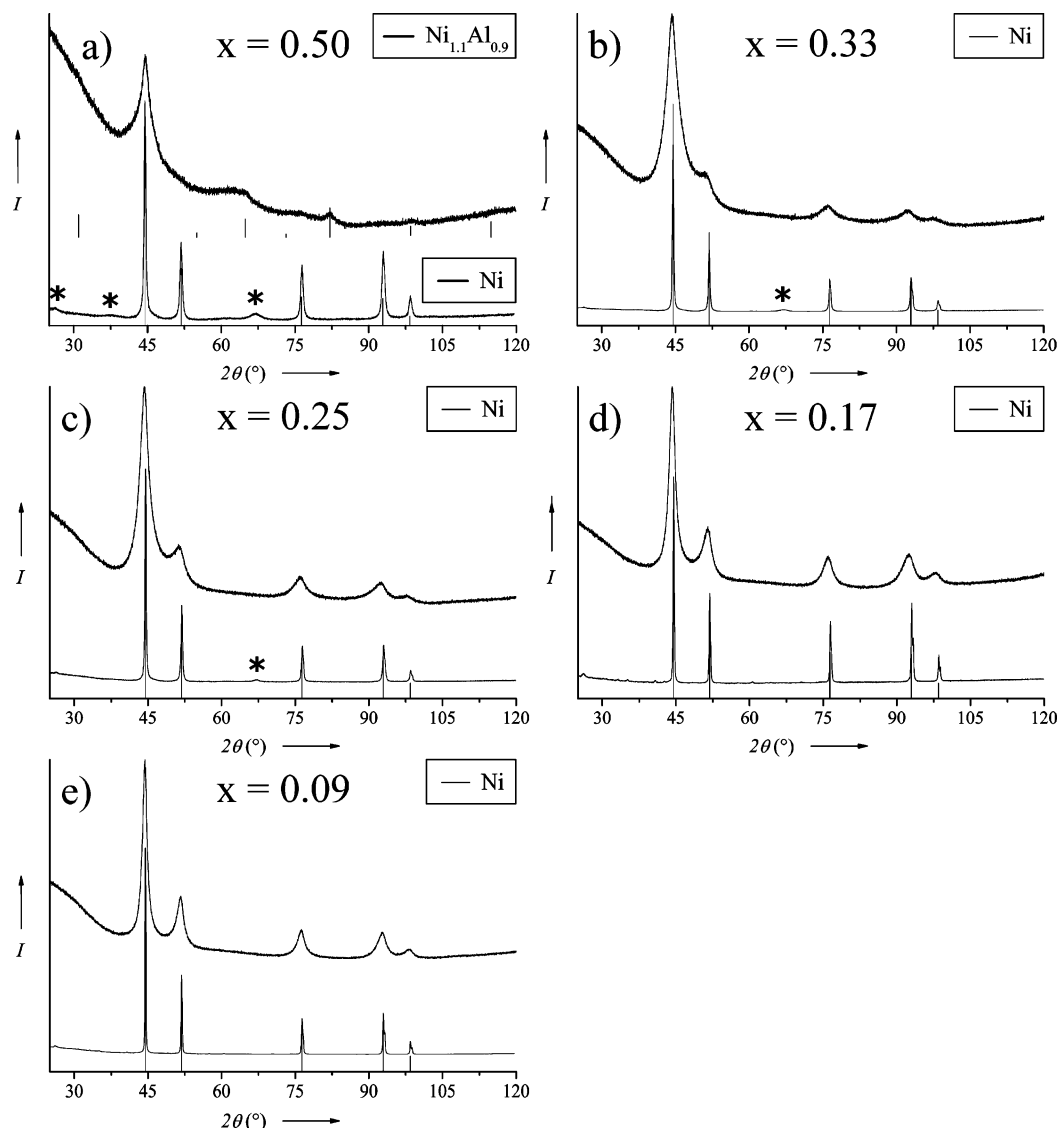 a) x = 0.50 Ni1.1Al0.9
I
* * * Ni
30 45 60 75 90 105 120
2θ (°)
b) x = 0.33 Ni
I
*
30 45 60 75 90 105 120
2θ (°)
c) x = 0.25 Ni
I
*
30 45 60 75 90 105 120
2θ (°)
d) x = 0.17 Ni
I
30 45 60 75 90 105 120
2θ (°)
e) x = 0.09 Ni
I
30 45 60 75 90 105 120
2θ (°)